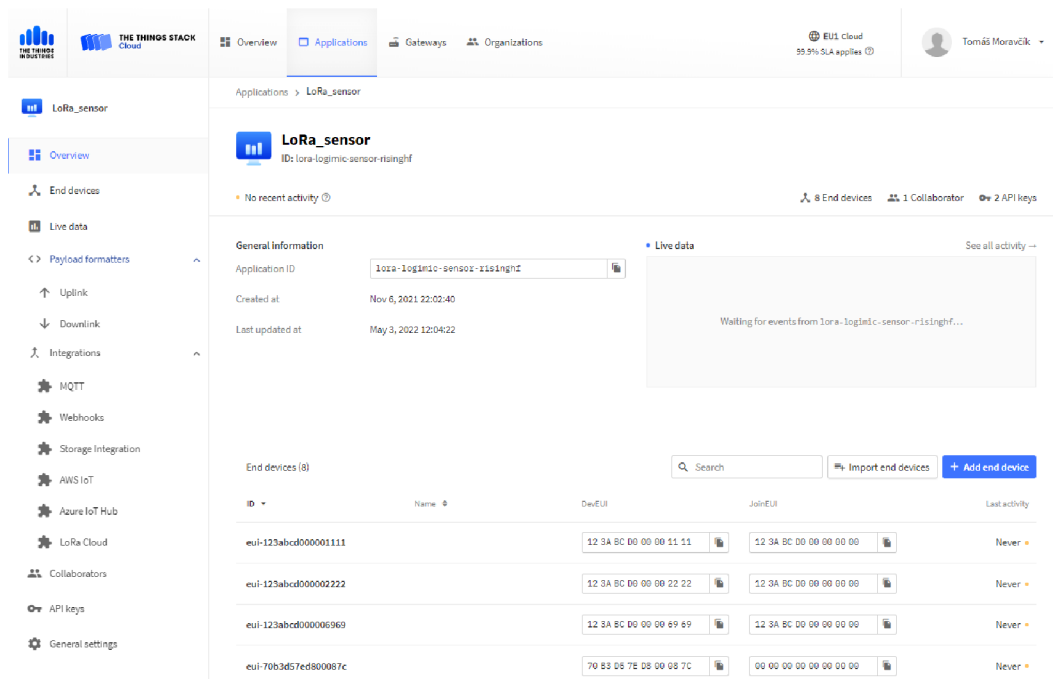 THE THINGS INDUSTRIES
THE THINGS STACK
Cloud
Overview
Applications
Gateways
Organizations
EU1 Cloud
99.9% SLA applies
Tomáš Moravčík
LoRa_sensor
Overview
End devices
Live data
Payload formatters
Uplink
Downlink
Integrations
MQTT
Webhooks
Storage Integration
AWS IoT
Azure IoT Hub
LoRa Cloud
Collaborators
API keys
General settings
Applications > LoRa_sensor
LoRa_sensor
ID: lora-logimic-sensor-risinghf
No recent activity
8 End devices
1 Collaborator
2 API keys
General information
Application ID lora-logimic-sensor-risinghf
Created at Nov 6, 2021 22:02:40
Last updated at May 3, 2022 12:04:22
Live data
See all activity →
Waiting for events from lora-logimic-sensor-risinghf...
End devices (8)
Search
Import end devices
+ Add end device
ID Name DevEUI JoinEUI Last activity
eui-123abcd000001111 12 3A BC D0 00 00 11 11 12 3A BC D0 00 00 00 00 Never
eui-123abcd000002222 12 3A BC D0 00 00 22 22 12 3A BC D0 00 00 00 00 Never
eui-123abcd000006969 12 3A BC D0 00 00 69 69 12 3A BC D0 00 00 00 00 Never
eui-70b3d57ed800087c 70 B3 D5 7E D8 00 08 7C 00 00 00 00 00 00 00 00 Never